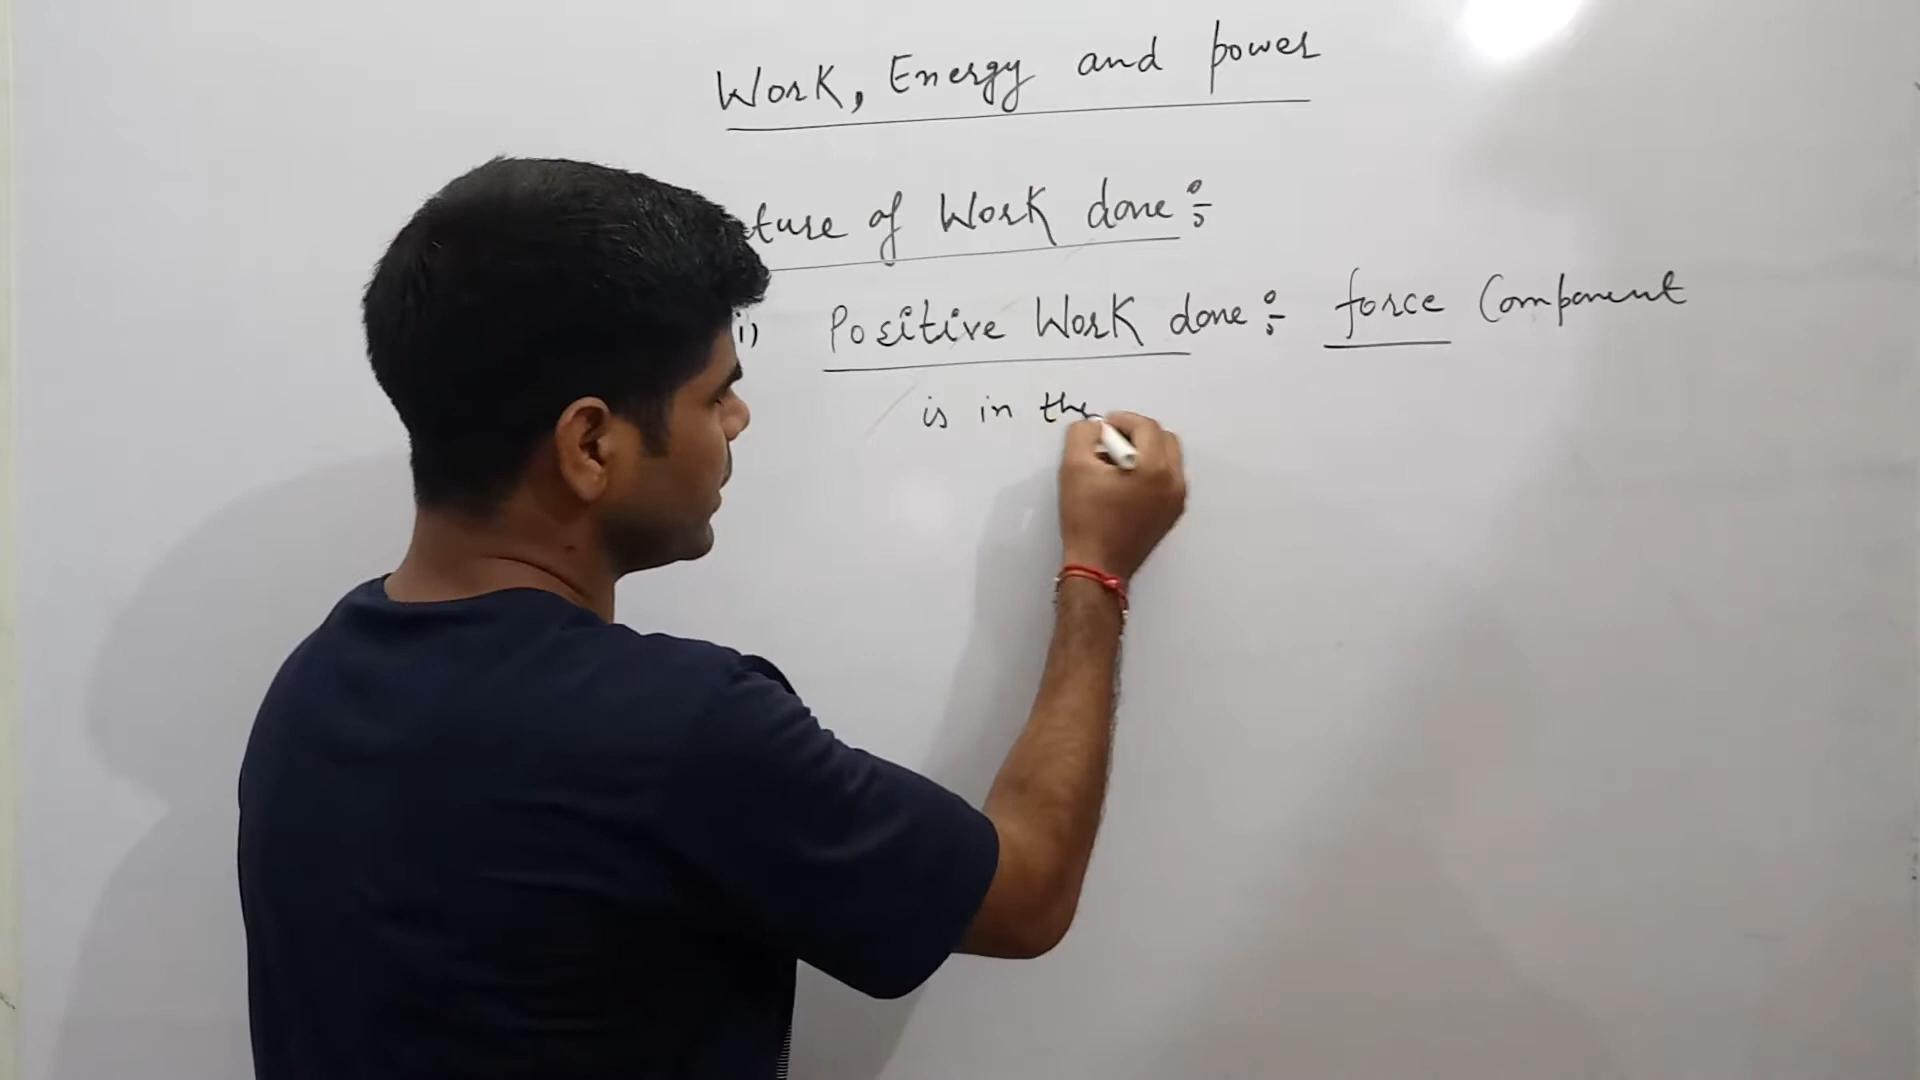 Work, Energy and power
ture of Work done :-
i) Positive Work done :- force Component
is in the